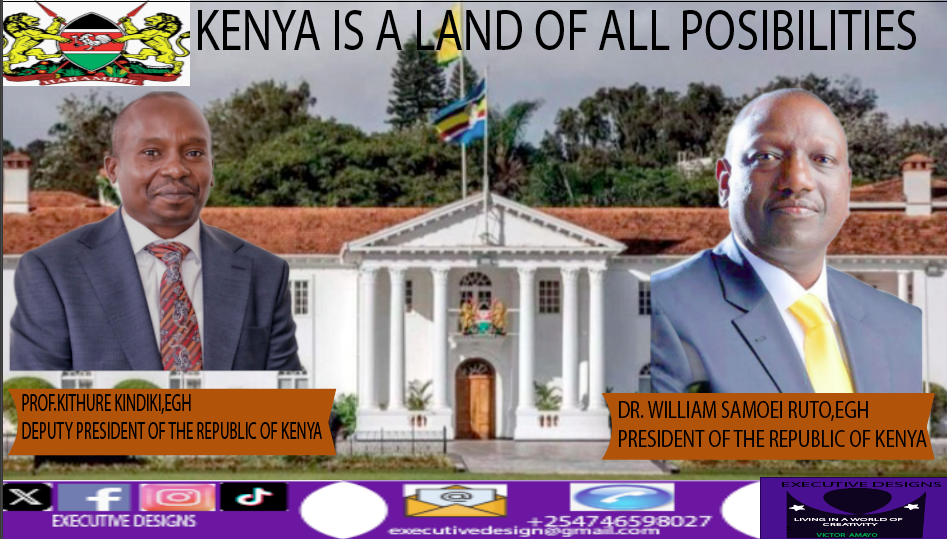 KENYA IS A LAND OF ALL POSIBILITIES
HARAMBEE
PROF.KITHURE KINDIKI,EGH
DEPUTY PRESIDENT OF THE REPUBLIC OF KENYA
DR. WILLIAM SAMOEI RUTO,EGH
PRESIDENT OF THE REPUBLIC OF KENYA
EXECUTIVE DESIGNS
+254746598027
executivedesign@gmail.com
EXECUTIVE DESIGNS
LIVING IN A WORLD OF
CREATIVITY
VICTOR AMAYO